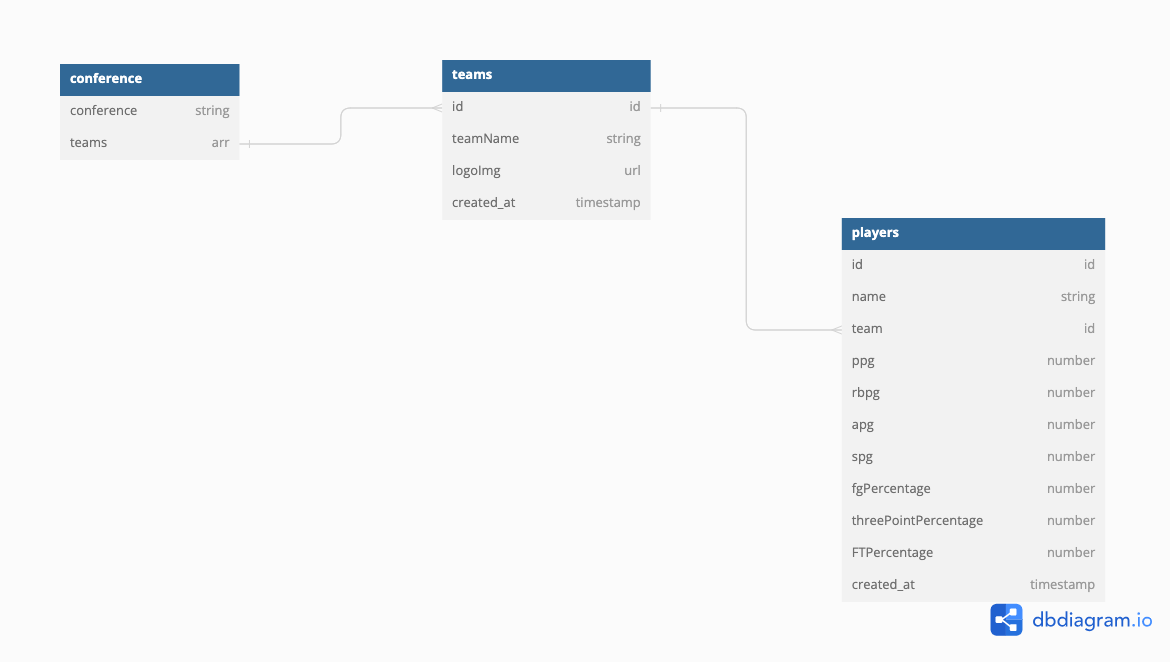 conference
conference string
teams arr
teams
id id
teamName string
logoImg url
created_at timestamp
players
id id
name string
team id
ppg number
rbpg number
apg number
spg number
fgPercentage number
threePointPercentage number
FTPercentage number
created_at timestamp
dbdiagram.io